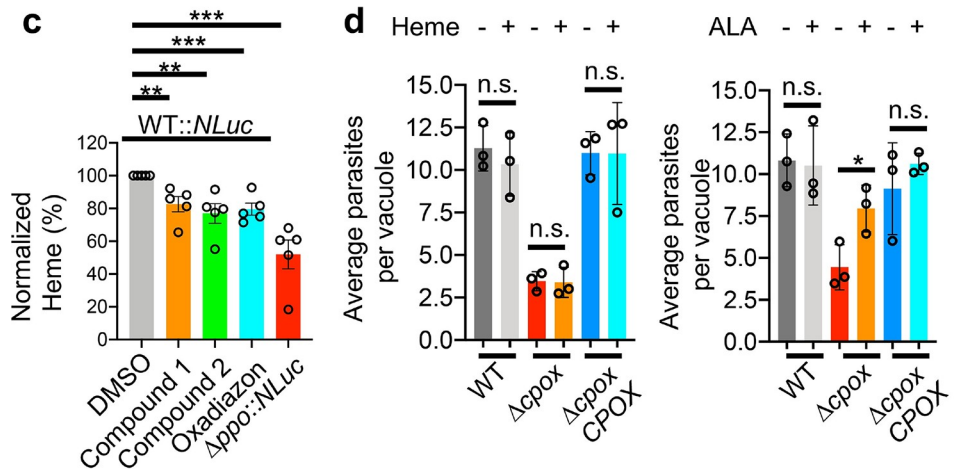 c
***
***
**
**
WT::NLuc
Normalized
Heme (%)
120
100
80
60
40
20
0
DMSO
Compound 1
Compound 2
Oxadiazon
Δppo::NLuc
d
Heme - + - + - +
Average parasites
per vacuole
15.0
12.5
10.0
7.5
5.0
2.5
0.0
n.s.
n.s.
n.s.
WT
Δcpox
Δcpox
CPOX
ALA - + - + - +
Average parasites
per vacuole
15.0
12.5
10.0
7.5
5.0
2.5
0.0
n.s.
*
n.s.
WT
Δcpox
Δcpox
CPOX